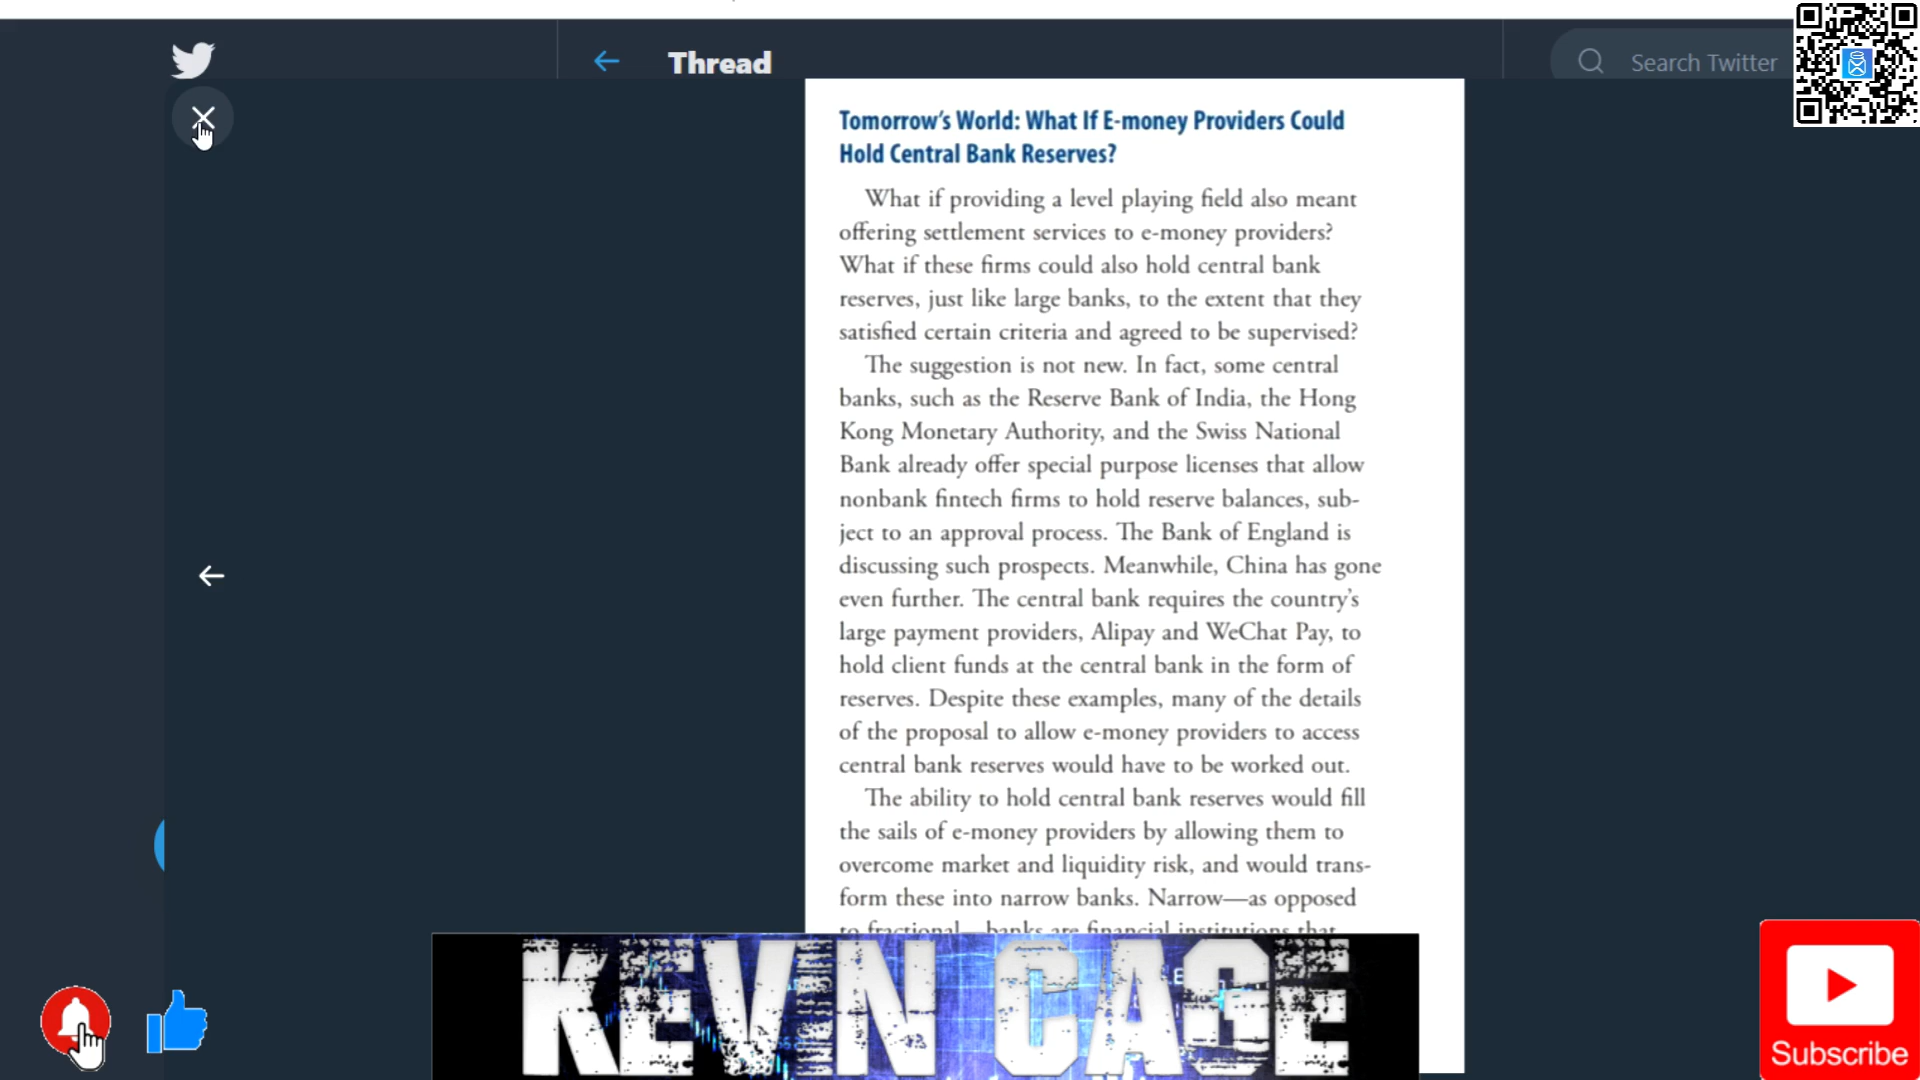 Thread
Search Twitter
Tomorrow's World: What If E-money Providers Could
Hold Central Bank Reserves?
What if providing a level playing field also meant
offering settlement services to e-money providers?
What if these firms could also hold central bank
reserves, just like large banks, to the extent that they
satisfied certain criteria and agreed to be supervised?
The suggestion is not new. In fact, some central
banks, such as the Reserve Bank of India, the Hong
Kong Monetary Authority, and the Swiss National
Bank already offer special purpose licenses that allow
nonbank fintech firms to hold reserve balances, sub-
ject to an approval process. The Bank of England is
discussing such prospects. Meanwhile, China has gone
even further. The central bank requires the country's
large payment providers, Alipay and WeChat Pay, to
hold client funds at the central bank in the form of
reserves. Despite these examples, many of the details
of the proposal to allow e-money providers to access
central bank reserves would have to be worked out.
The ability to hold central bank reserves would fill
the sails of e-money providers by allowing them to
overcome market and liquidity risk, and would trans-
form these into narrow banks. Narrow—as opposed
to fractional—banks are financial institutions that
KEVIN CAGE
Subscribe